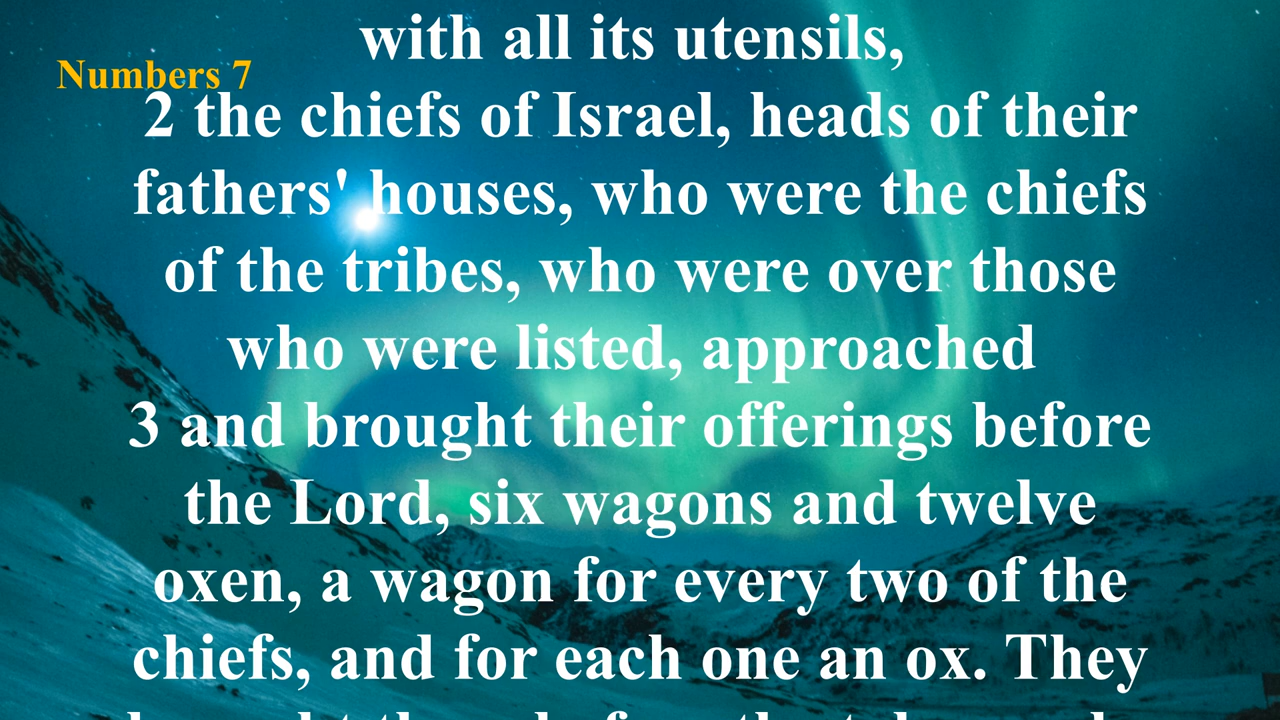 with all its utensils,
Numbers 7
2 the chiefs of Israel, heads of their
fathers' houses, who were the chiefs
of the tribes, who were over those
who were listed, approached
3 and brought their offerings before
the Lord, six wagons and twelve
oxen, a wagon for every two of the
chiefs, and for each one an ox. They